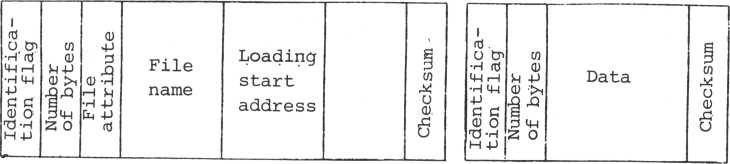 Identifica-
tion flag
Number
of bytes
File
attribute
File
name
Loading
start
address
Checksum
Identifica-
tion flag
Number
of bytes
Data
Checksum